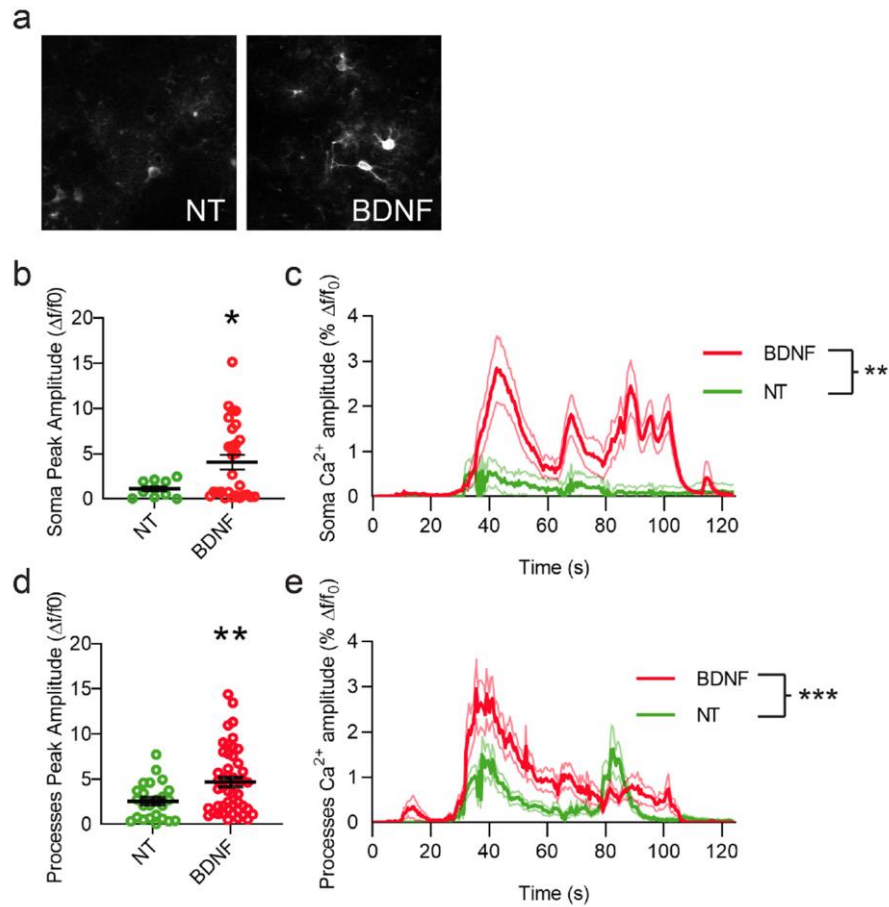 a
NT
BDNF
b
Soma Peak Amplitude (Δf/f0)
20
15
10
5
0
*
NT
BDNF
c
Soma Ca²⁺ amplitude (% Δf/f₀)
4
3
2
1
0
0 20 40 60 80 100 120
Time (s)
BDNF
NT
**
d
Processes Peak Amplitude (Δf/f0)
20
15
10
5
0
**
NT
BDNF
e
Processes Ca²⁺ amplitude (% Δf/f₀)
4
3
2
1
0
0 20 40 60 80 100 120
Time (s)
BDNF
NT
***